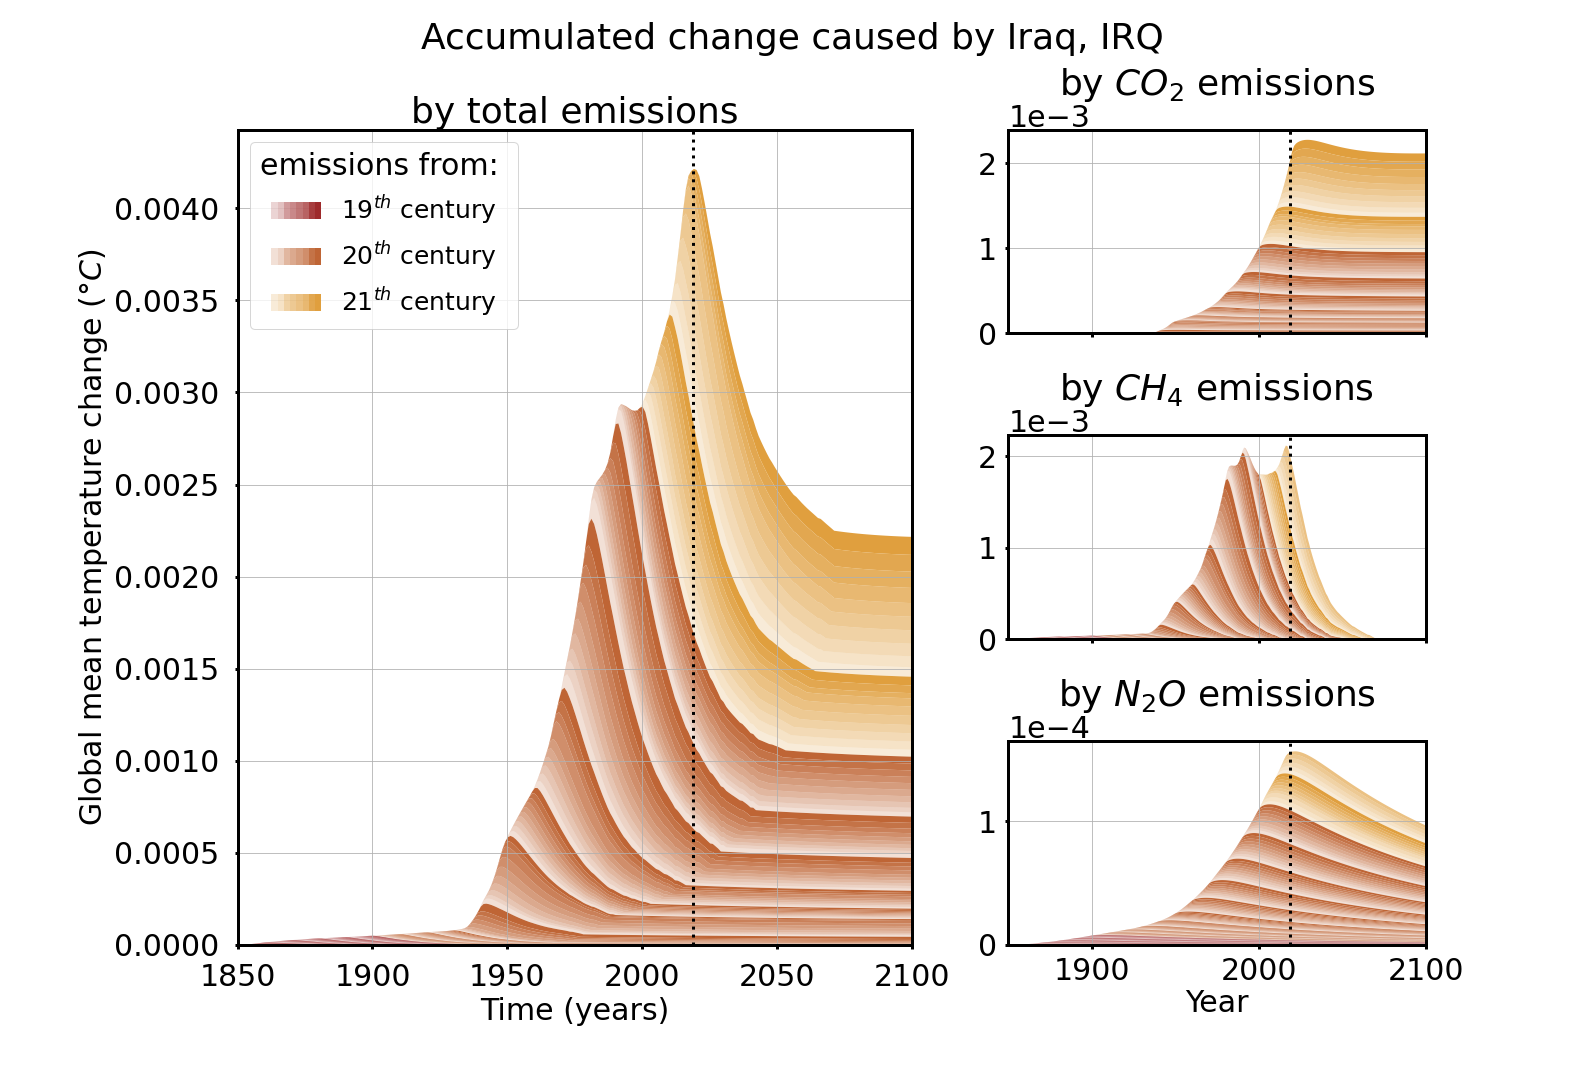 Accumulated change caused by Iraq, IRQ
by total emissions
Global mean temperature change (°C)
0.0040
0.0035
0.0030
0.0025
0.0020
0.0015
0.0010
0.0005
0.0000
emissions from:
19th century
20th century
21th century
1850 1900 1950 2000 2050 2100
Time (years)
by CO2 emissions
1e−3
2
1
0
by CH4 emissions
1e−3
2
1
0
by N2O emissions
1e−4
1
0
1900 2000 2100
Year